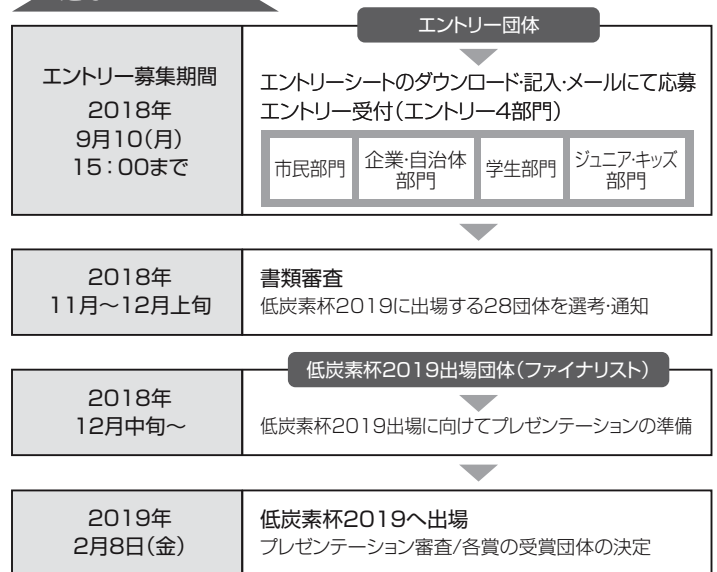 エントリー団体
エントリー募集期間
2018年
9月10(月)
15:00まで
エントリーシートのダウンロード・記入・メールにて応募
エントリー受付(エントリー4部門)
市民部門
企業・自治体
部門
学生部門
ジュニア・キッズ
部門
2018年
11月～12月上旬
書類審査
低炭素杯2019に出場する28団体を選考・通知
低炭素杯2019出場団体(ファイナリスト)
2018年
12月中旬～
低炭素杯2019出場に向けてプレゼンテーションの準備
2019年
2月8日(金)
低炭素杯2019へ出場
プレゼンテーション審査/各賞の受賞団体の決定